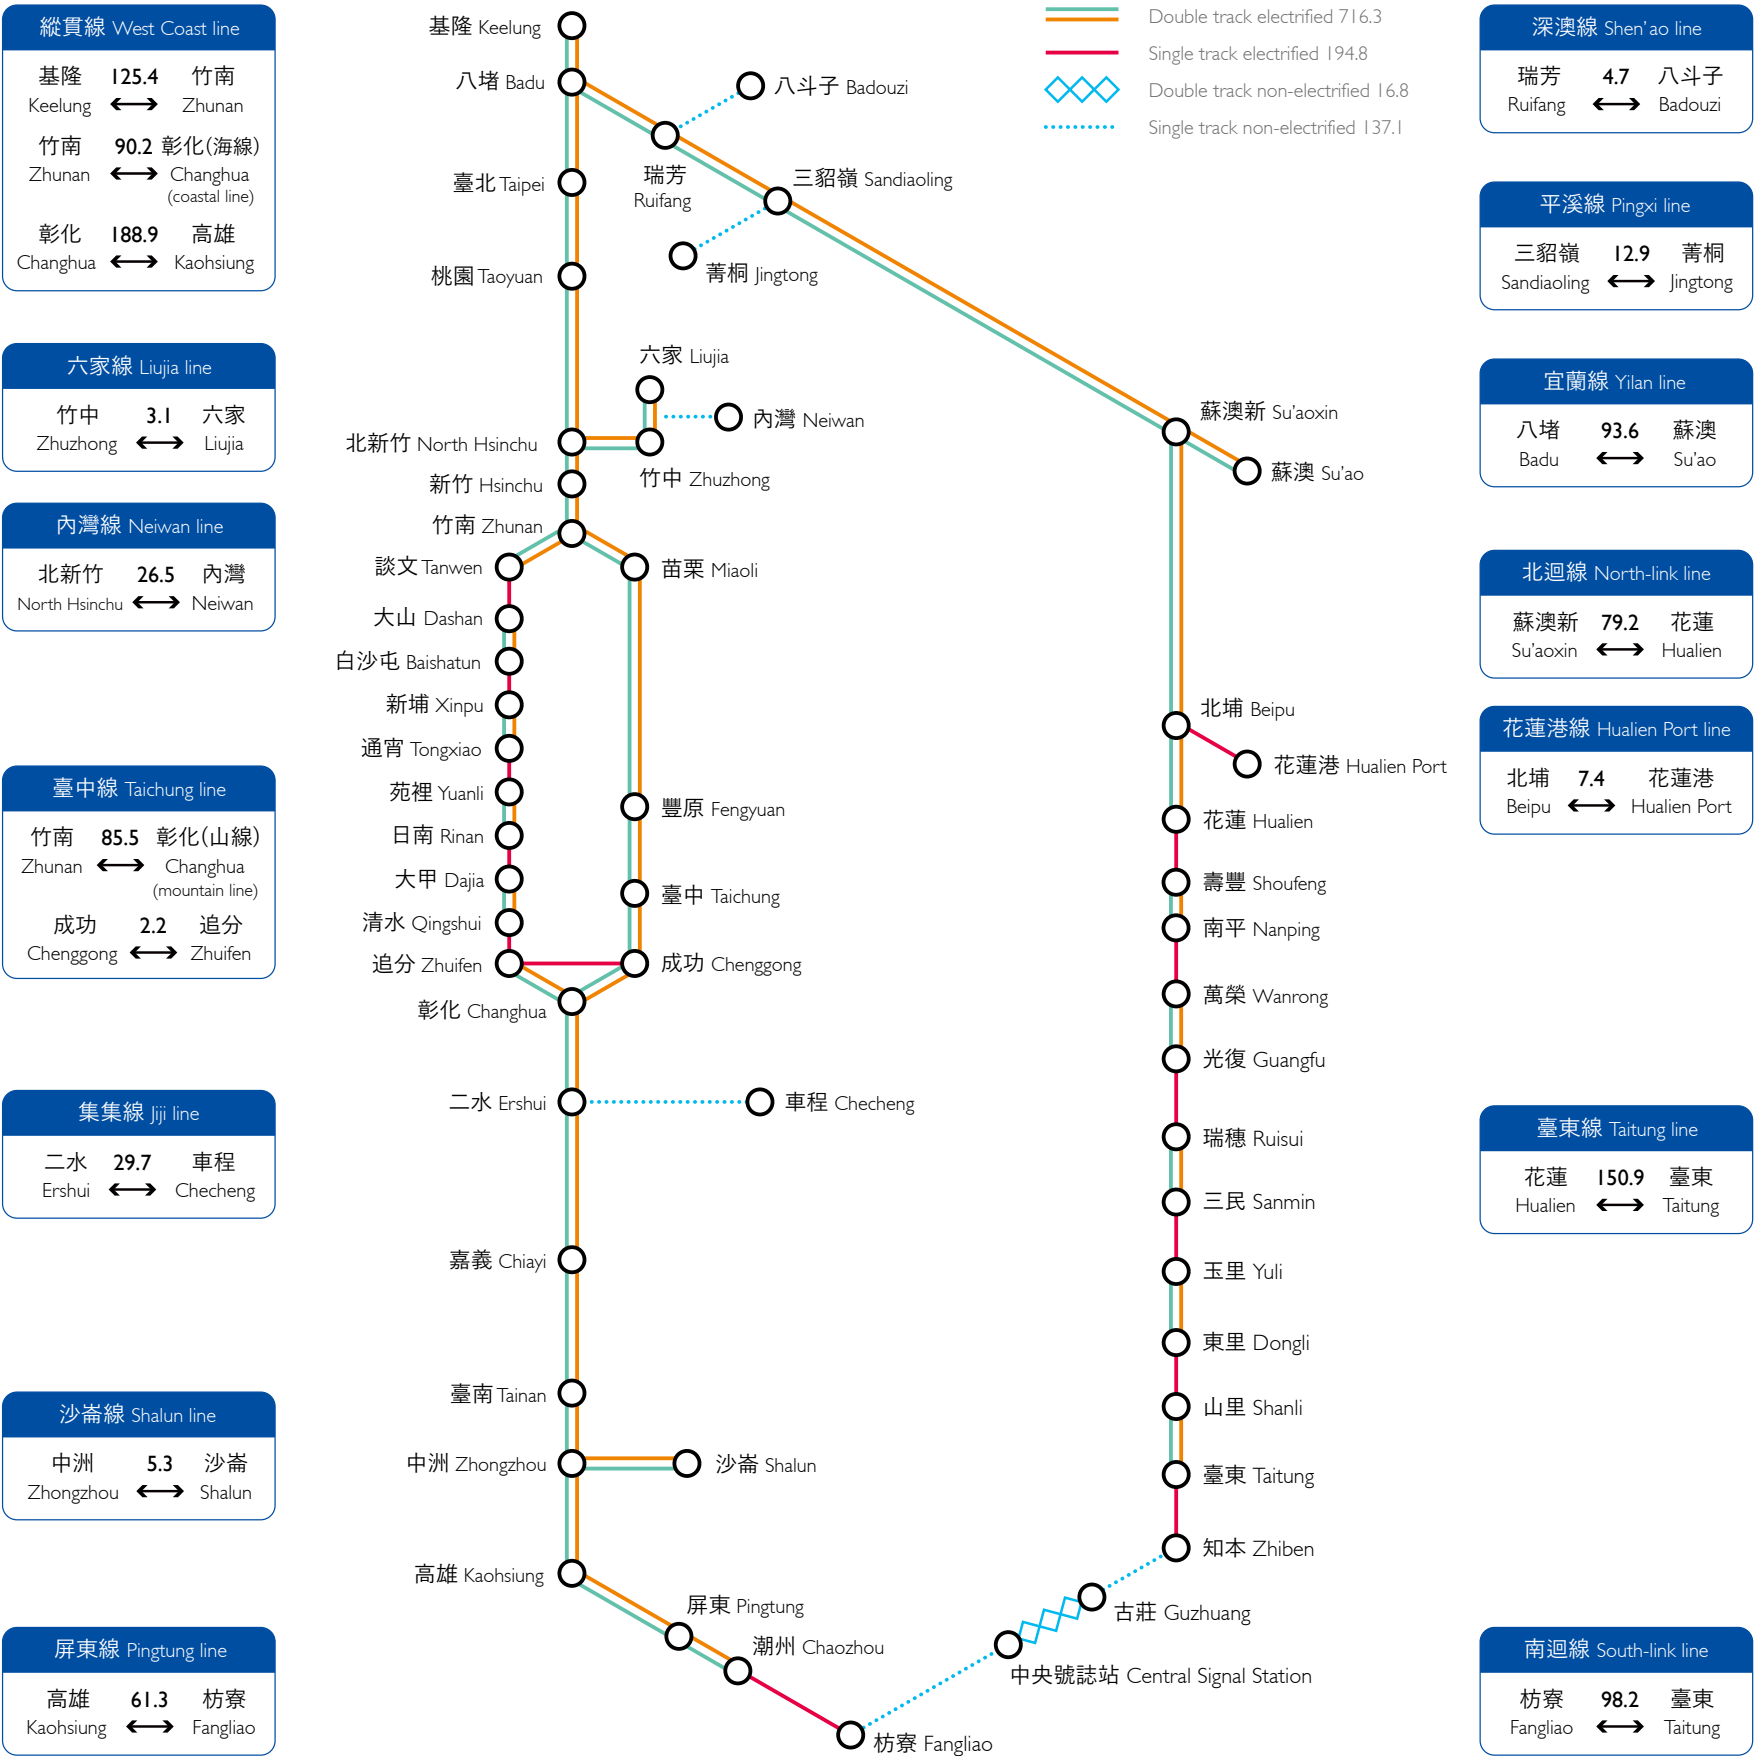 縱貫線 West Coast line
基隆 125.4 竹南
Keelung Zhunan
竹南 90.2 彰化(海線)
Zhunan Changhua
(coastal line)
彰化 188.9 高雄
Changhua Kaohsiung
六家線 Liujia line
竹中 3.1 六家
Zhuzhong Liujia
內灣線 Neiwan line
北新竹 26.5 內灣
North Hsinchu Neiwan
臺中線 Taichung line
竹南 85.5 彰化(山線)
Zhunan Changhua
(mountain line)
成功 2.2 追分
Chenggong Zhuifen
集集線 Jiji line
二水 29.7 車程
Ershui Checheng
沙崙線 Shalun line
中洲 5.3 沙崙
Zhongzhou Shalun
屏東線 Pingtung line
高雄 61.3 枋寮
Kaohsiung Fangliao
基隆 Keelung
八堵 Badu
八斗子 Badouzi
瑞芳
Ruifang
臺北 Taipei
三貂嶺 Sandiaoling
菁桐 Jingtong
桃園 Taoyuan
六家 Liujia
內灣 Neiwan
北新竹 North Hsinchu
竹中 Zhuzhong
新竹 Hsinchu
竹南 Zhunan
談文 Tanwen
苗栗 Miaoli
大山 Dashan
白沙屯 Baishatun
新埔 Xinpu
通宵 Tongxiao
苑裡 Yuanli
豐原 Fengyuan
日南 Rinan
大甲 Dajia
臺中 Taichung
清水 Qingshui
追分 Zhuifen
成功 Chenggong
彰化 Changhua
二水 Ershui
車程 Checheng
嘉義 Chiayi
臺南 Tainan
中洲 Zhongzhou
沙崙 Shalun
高雄 Kaohsiung
屏東 Pingtung
潮州 Chaozhou
枋寮 Fangliao
中央號誌站 Central Signal Station
古莊 Guzhuang
Double track electrified 716.3
Single track electrified 194.8
Double track non-electrified 16.8
Single track non-electrified 137.1
蘇澳新 Su'aoxin
蘇澳 Su'ao
北埔 Beipu
花蓮港 Hualien Port
花蓮 Hualien
壽豐 Shoufeng
南平 Nanping
萬榮 Wanrong
光復 Guangfu
瑞穗 Ruisui
三民 Sanmin
玉里 Yuli
東里 Dongli
山里 Shanli
臺東 Taitung
知本 Zhiben
深澳線 Shen'ao line
瑞芳 4.7 八斗子
Ruifang Badouzi
平溪線 Pingxi line
三貂嶺 12.9 菁桐
Sandiaoling Jingtong
宜蘭線 Yilan line
八堵 93.6 蘇澳
Badu Su'ao
北迴線 North-link line
蘇澳新 79.2 花蓮
Su'aoxin Hualien
花蓮港線 Hualien Port line
北埔 7.4 花蓮港
Beipu Hualien Port
臺東線 Taitung line
花蓮 150.9 臺東
Hualien Taitung
南迴線 South-link line
枋寮 98.2 臺東
Fangliao Taitung